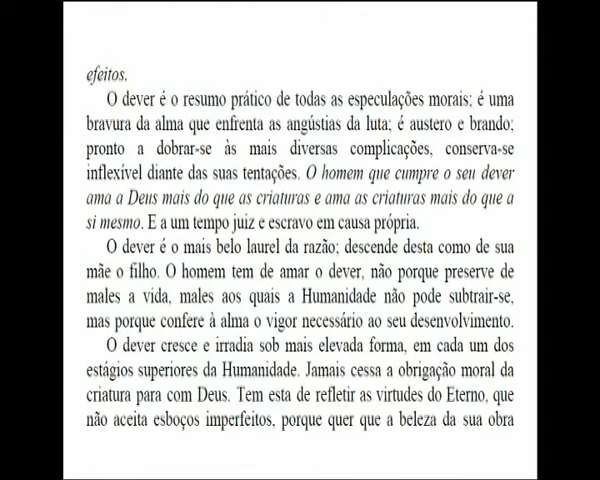 efeitos.
O dever é o resumo prático de todas as especulações morais; é uma
bravura da alma que enfrenta as angústias da luta; é austero e brando;
pronto a dobrar-se às mais diversas complicações, conserva-se
inflexível diante das suas tentações. O homem que cumpre o seu dever
ama a Deus mais do que as criaturas e ama as criaturas mais do que a
si mesmo. E a um tempo juiz e escravo em causa própria.
O dever é o mais belo laurel da razão; descende desta como de sua
mãe o filho. O homem tem de amar o dever, não porque preserve de
males a vida, males aos quais a Humanidade não pode subtrair-se,
mas porque confere à alma o vigor necessário ao seu desenvolvimento.
O dever cresce e irradia sob mais elevada forma, em cada um dos
estágios superiores da Humanidade. Jamais cessa a obrigação moral da
criatura para com Deus. Tem esta de refletir as virtudes do Eterno, que
não aceita esboços imperfeitos, porque quer que a beleza da sua obra